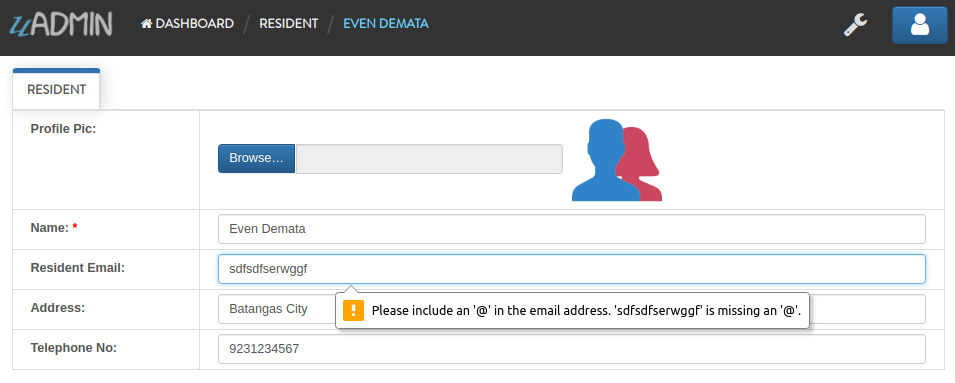 uADMIN DASHBOARD / RESIDENT / EVEN DEMATA
RESIDENT
Profile Pic:
Browse...
Name: *
Even Demata
Resident Email:
sdfsdfserwggf
Please include an '@' in the email address. 'sdfsdfserwggf' is missing an '@'.
Address:
Batangas City
Telephone No:
9231234567